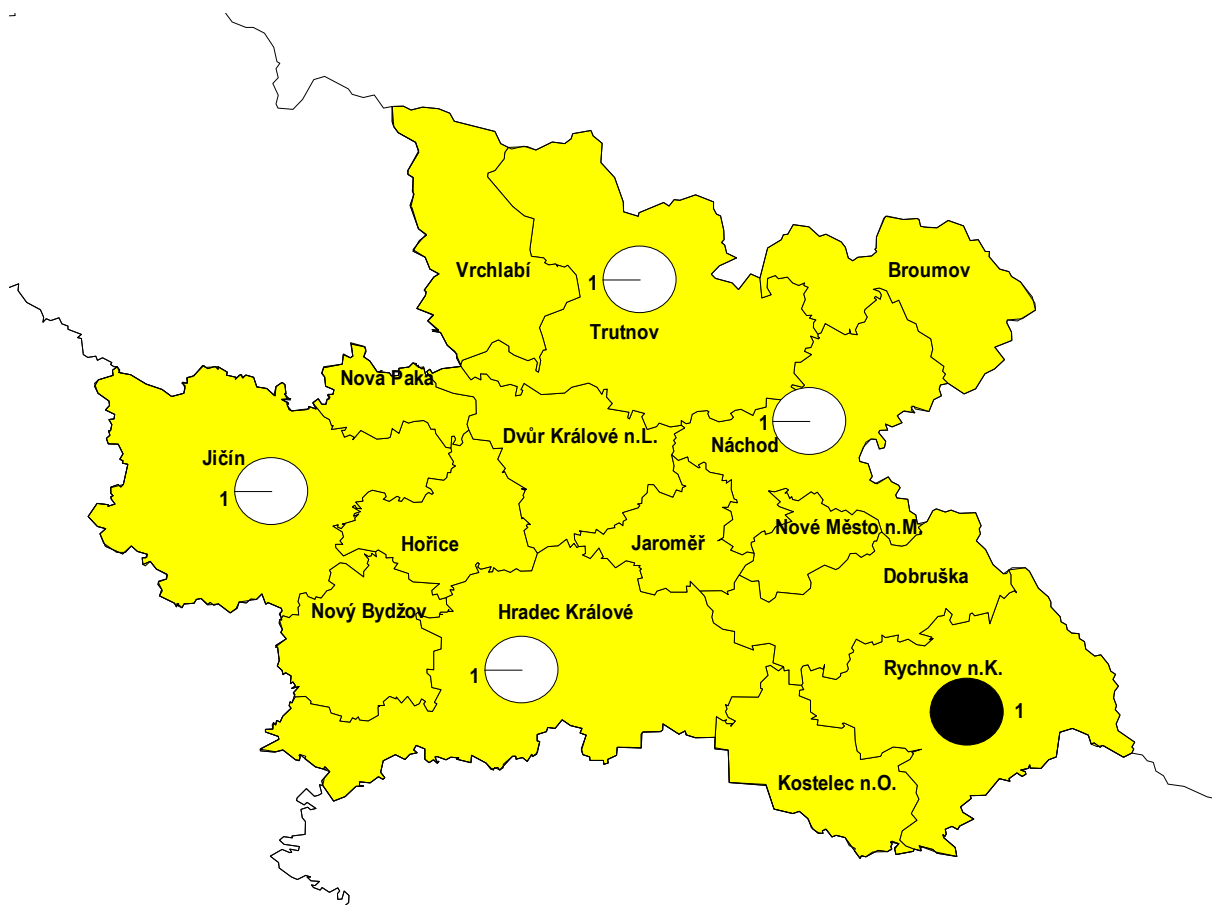 Vrchlabí
Broumov
1
Trutnov
Nová Paka
1
Dvůr Králové n.L.
Náchod
Jičín
1
Nové Město n.M.
Hořice
Jaroměř
Dobruška
Nový Bydžov
Hradec Králové
1
Rychnov n.K.
1
Kostelec n.O.